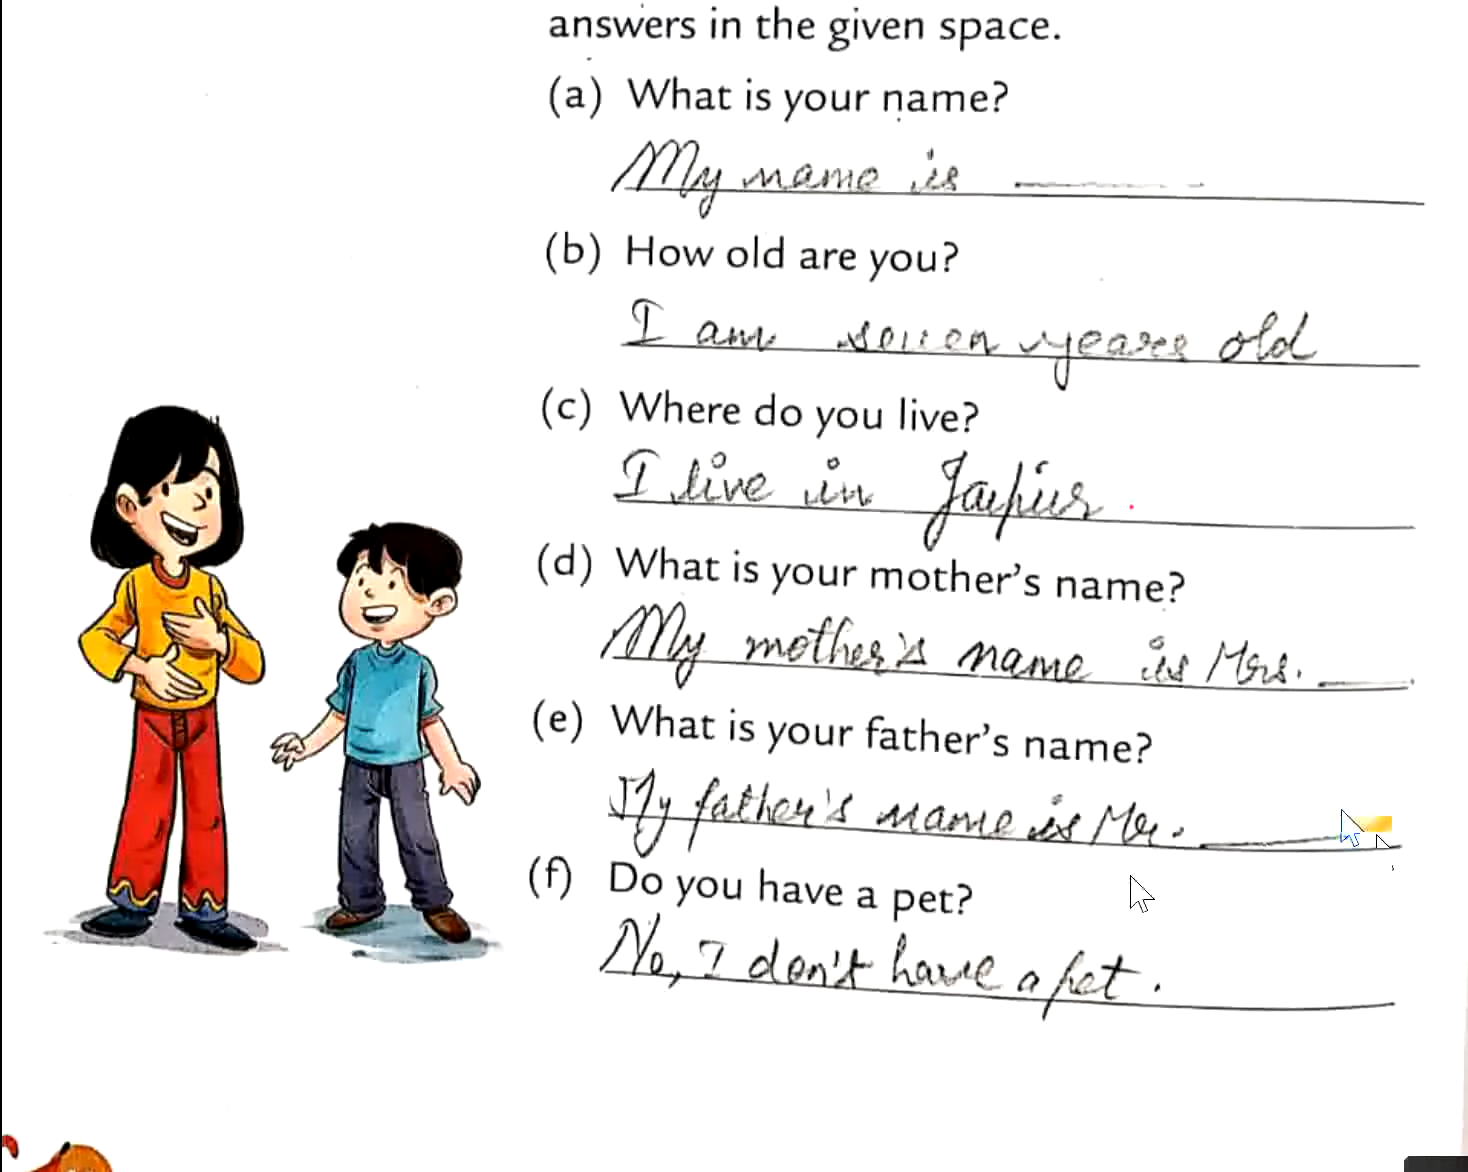 answers in the given space.
(a) What is your name?
My name is
(b) How old are you?
I am seven years old
(c) Where do you live?
I live in Jaipur.
(d) What is your mother's name?
My mother's name is Mrs.
(e) What is your father's name?
My father's name is Mr.
(f) Do you have a pet?
No, I don't have a pet.